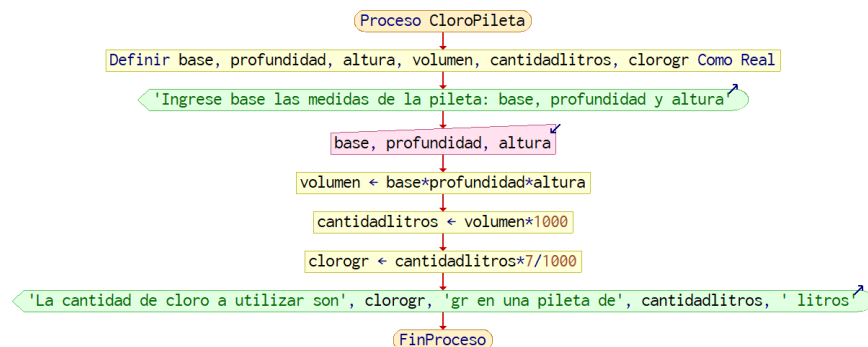 Proceso CloroPileta
Definir base, profundidad, altura, volumen, cantidadlitros, clorogr Como Real
'Ingrese base las medidas de la pileta: base, profundidad y altura'
base, profundidad, altura
volumen ← base*profundidad*altura
cantidadlitros ← volumen*1000
clorogr ← cantidadlitros*7/1000
'La cantidad de cloro a utilizar son', clorogr, 'gr en una pileta de', cantidadlitros, ' litros'
FinProceso